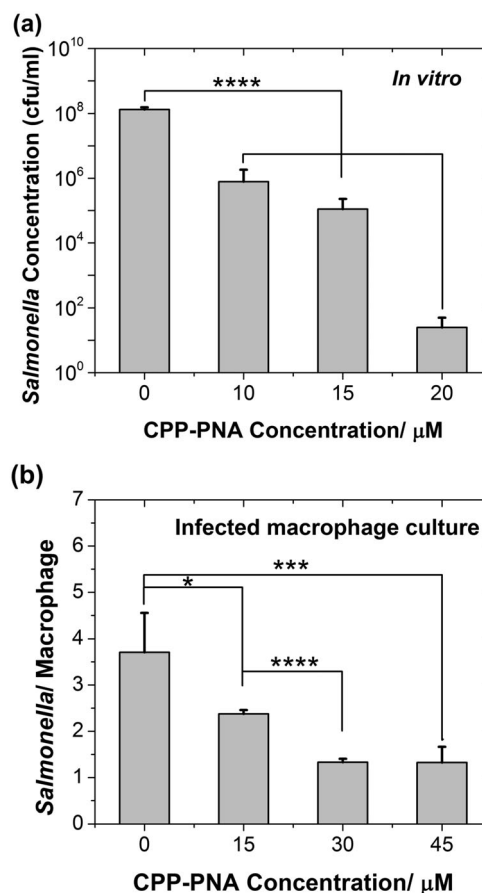 (a)
10^10
10^8
10^6
10^4
10^2
10^0
Salmonella Concentration (cfu/ml)
****
In vitro
0 10 15 20
CPP-PNA Concentration/ μM
(b)
7
6
5
4
3
2
1
0
Salmonella/ Macrophage
Infected macrophage culture
***
*
****
0 15 30 45
CPP-PNA Concentration/ μM